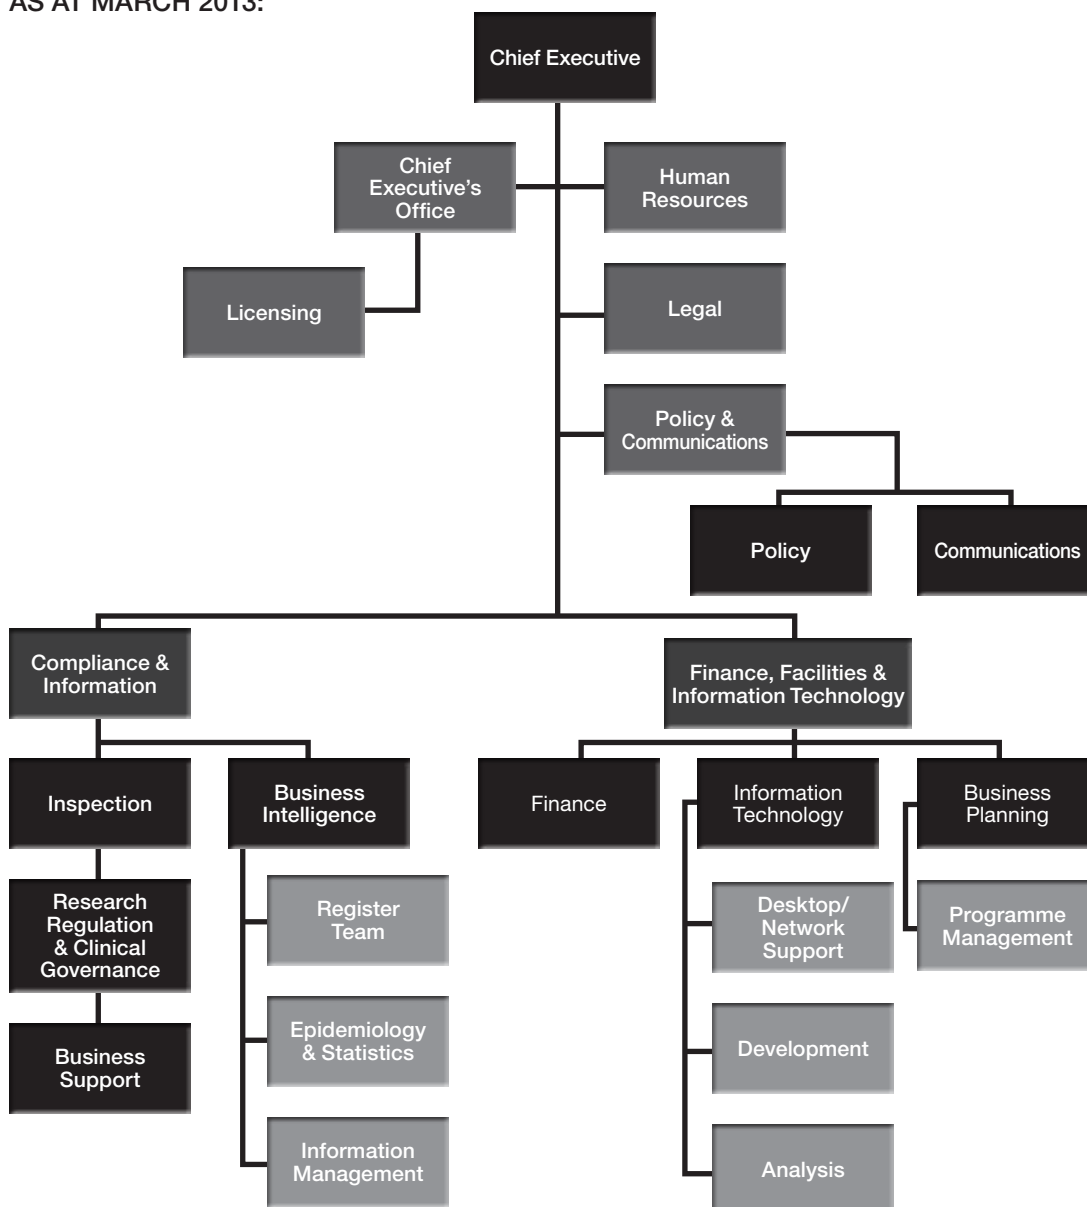 AS AT MARCH 2013:
Chief Executive
Chief
Executive’s
Office
Human
Resources
Licensing
Legal
Policy &
Communications
Policy
Communications
Compliance &
Information
Finance, Facilities &
Information Technology
Inspection
Business
Intelligence
Finance
Information
Technology
Business
Planning
Research
Regulation
& Clinical
Governance
Register
Team
Desktop/
Network
Support
Programme
Management
Business
Support
Epidemiology
& Statistics
Development
Information
Management
Analysis